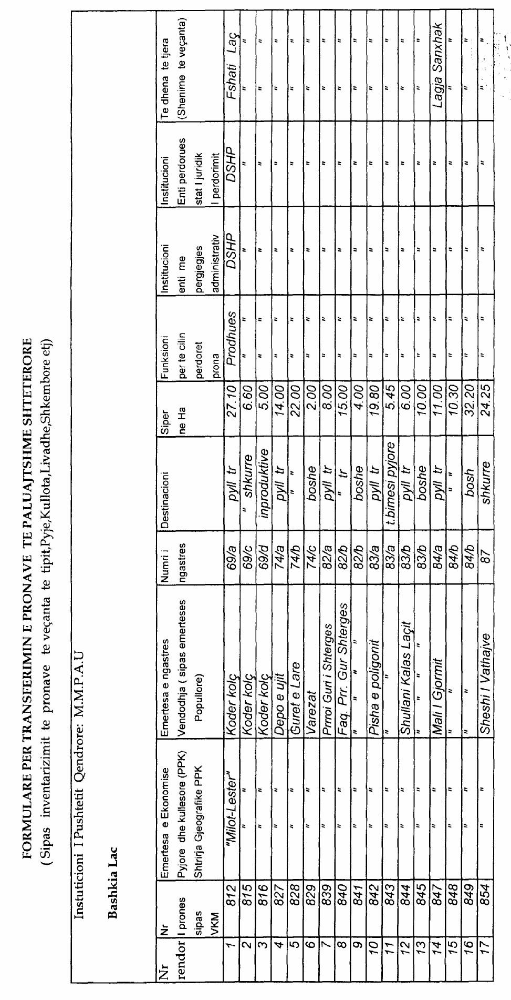 FORMULARE PER TRANSFERIMIN E PRONAVE TE PALUAJTSHME SHTETERORE
( Sipas inventarizimit te pronave te veçanta te tipit,Pyje,Kullota,Livadhe,Shkembore etj)
Instuticioni I Pushtetit Qendrore: M.M.P.A.U
Bashkia Lac
Nr rendor | Nr I prones sipas VKM | Emertesa e Ekonomise Pyjore dhe kullesore (PPK) Shtrirja Gjeografike PPK | Emertesa e ngastres Vendodhja ( sipas emerteses Popullore) | Numri i ngastres | Destinacioni | Siper ne Ha | Funksioni per te cilin perdoret prona | Institucioni enti me pergjegjes administrativ | Institucioni Enti perdorues stat I juridik I perdorimit | Te dhena te tjera (Shenime te veçanta)
1 812 "Milot-Lester" Koder kolç 69/a pyll tr 27.10 Prodhues DSHP DSHP Fshati Laç
2 815 " " Koder kolç 69/c " shkurre 6.60 " " " " " "
3 816 " " Koder kolç 69/d inproduktive 5.00 " " " " " "
4 827 " " Depo e ujit 74/a pyll tr 14.00 " " " " " "
5 828 " " Guret e Lare 74/b " " 22.00 " " " " " "
6 829 " " Varezat 74/c boshe 2.00 " " " " " "
7 839 " " Prroi Guri i Shterges 82/a pyll tr 8.00 " " " " " "
8 840 " " Faq. Prr. Gur Shterges 82/b " tr 15.00 " " " " " "
9 841 " " " " " " 82/b boshe 4.00 " " " " " "
10 842 " " Pisha e poligonit 83/a pyll tr 19.80 " " " " " "
11 843 " " " " 83/a t.bimesi pyjore 5.45 " " " " " "
12 844 " " Shullani Kalas Laçit 83/b pyll tr 6.00 " " " " " "
13 845 " " " " " " 83/b boshe 10.00 " " " " " "
14 847 " " Mali I Gjormit 84/a pyll tr 11.00 " " " " Lagja Sanxhak
15 848 " " " " 84/b " " 10.30 " " " " " "
16 849 " " " " 84/b bosh 32.20 " " " " " "
17 854 " " Sheshi I Vathajve 87 shkurre 24.25 " " " " " "